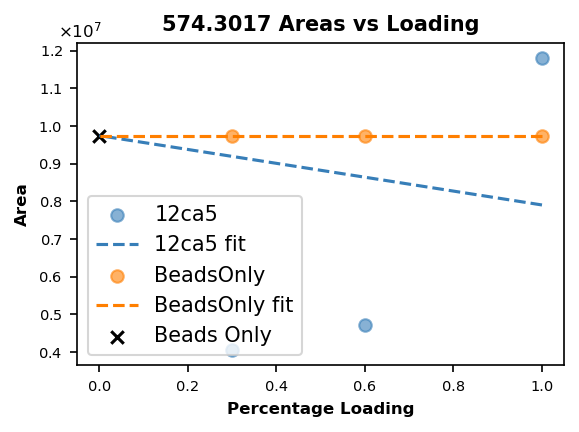 574.3017 Areas vs Loading
×10⁷
1.2
1.1
1.0
0.9
0.8
0.7
0.6
0.5
0.4
Area
12ca5
12ca5 fit
BeadsOnly
BeadsOnly fit
Beads Only
0.0 0.2 0.4 0.6 0.8 1.0
Percentage Loading